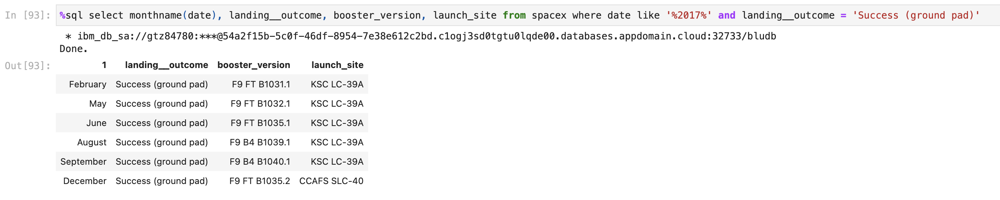 In [93]: %sql select monthname(date), landing__outcome, booster_version, launch_site from spacex where date like '%2017%' and landing__outcome = 'Success (ground pad)'
* ibm_db_sa://gtz84780:***@54a2f15b-5c0f-46df-8954-7e38e612c2bd.c1ogj3sd0tgtu0lqde00.databases.appdomain.cloud:32733/bludb
Done.
Out[93]: 1 landing__outcome booster_version launch_site
February Success (ground pad) F9 FT B1031.1 KSC LC-39A
May Success (ground pad) F9 FT B1032.1 KSC LC-39A
June Success (ground pad) F9 FT B1035.1 KSC LC-39A
August Success (ground pad) F9 B4 B1039.1 KSC LC-39A
September Success (ground pad) F9 B4 B1040.1 KSC LC-39A
December Success (ground pad) F9 FT B1035.2 CCAFS SLC-40